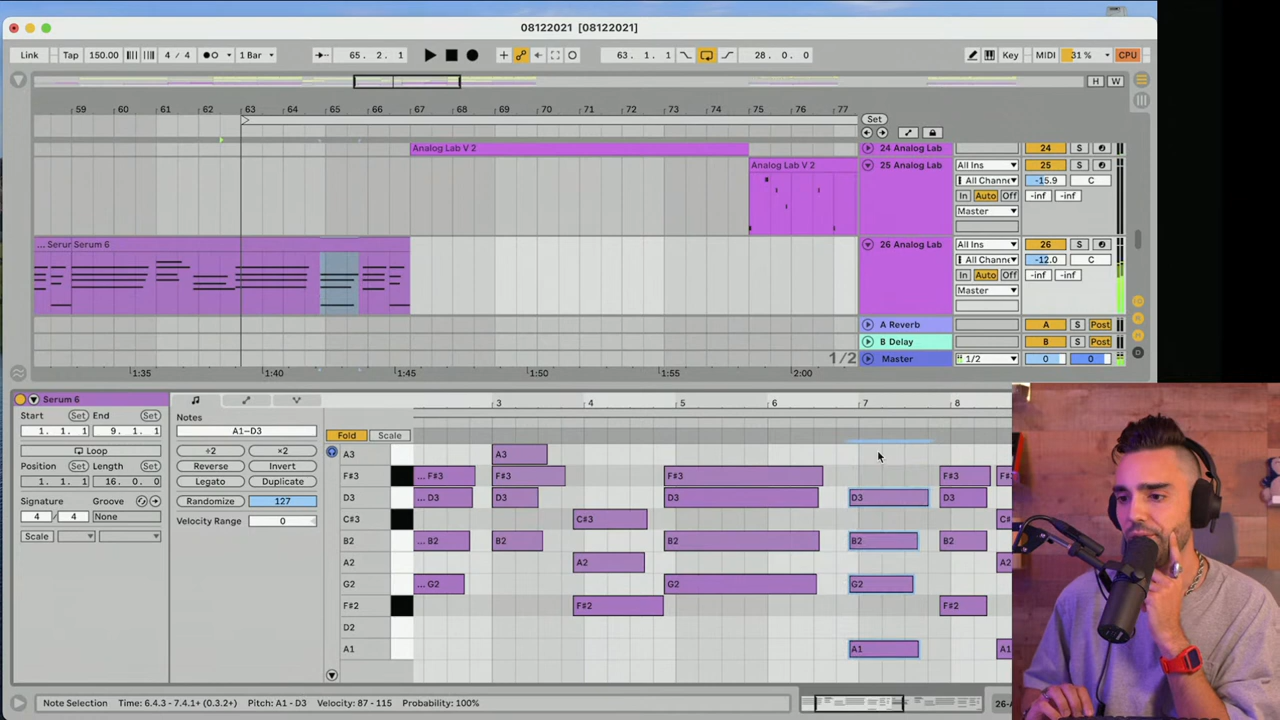 08122021 [08122021]
Link Tap 150.00 4 / 4 1 Bar 65. 2. 1 63. 1. 1 28. 0. 0 Key MIDI 31 % CPU
H W
59 60 61 62 63 64 65 66 67 68 69 70 71 72 73 74 75 76 77 Set
Analog Lab V 2 24 Analog Lab 24 S
Analog Lab V 2 25 Analog Lab All Ins 25 S
All Channe -15.9 C
In Auto Off -inf -inf
Master
... Serur Serum 6 26 Analog Lab All Ins 26 S
All Channe -12.0 C
In Auto Off -inf -inf
Master
A Reverb A S Post
B Delay B S Post
1/2 Master 1/2 0 0
1:35 1:40 1:45 1:50 1:55 2:00
Serum 6 3 4 5 6 7 8
Start Set End Set Notes
1. 1. 1 9. 1. 1 A1–D3 Fold Scale
Loop ÷2 ×2 A3 A3
Position Set Length Set Reverse Invert F#3 ... F#3 F#3 F#3 F#3
1. 1. 1 16. 0. 0 Legato Duplicate D3 ... D3 D3 D3 D3 D3
Signature Groove Randomize 127 C#3 C#3
4 / 4 None Velocity Range 0
Scale B2 ... B2 B2 B2 B2 B2
A2 A2
G2 ... G2 G2 G2
F#2 F#2 F#2
D2
A1 A1
Note Selection Time: 6.4.3 - 7.4.1+ (0.3.2+) Pitch: A1 - D3 Velocity: 87 - 115 Probability: 100%